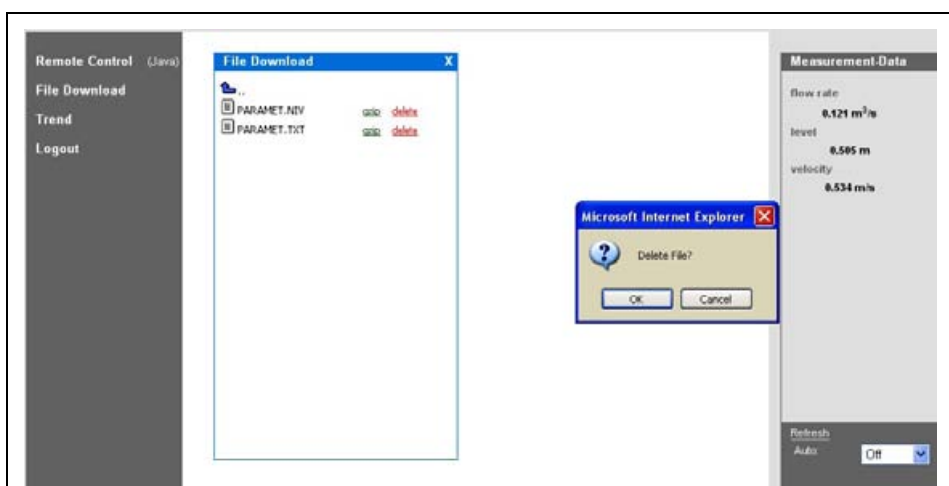 Remote Control (Java)
File Download
Trend
Logout
File Download X
..
PARAMET.NIV gzip delete
PARAMET.TXT gzip delete
Microsoft Internet Explorer
Delete File?
OK Cancel
Measurement-Data
flow rate
0.121 m³/s
level
0.505 m
velocity
0.534 m/s
Refresh
Auto: Off